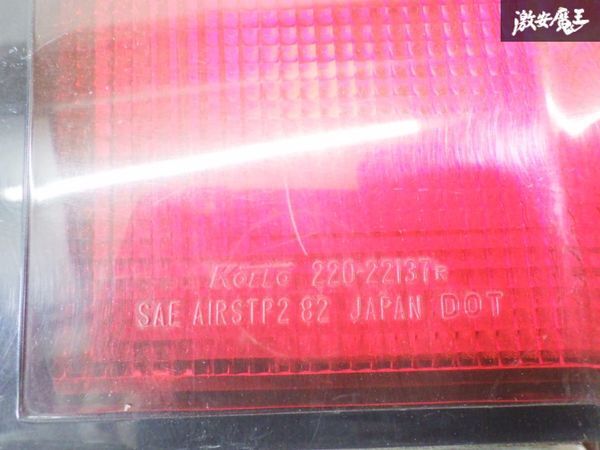 激安魔王
Koito 220-22137R
SAE AIRSTP2 82 JAPAN DOT